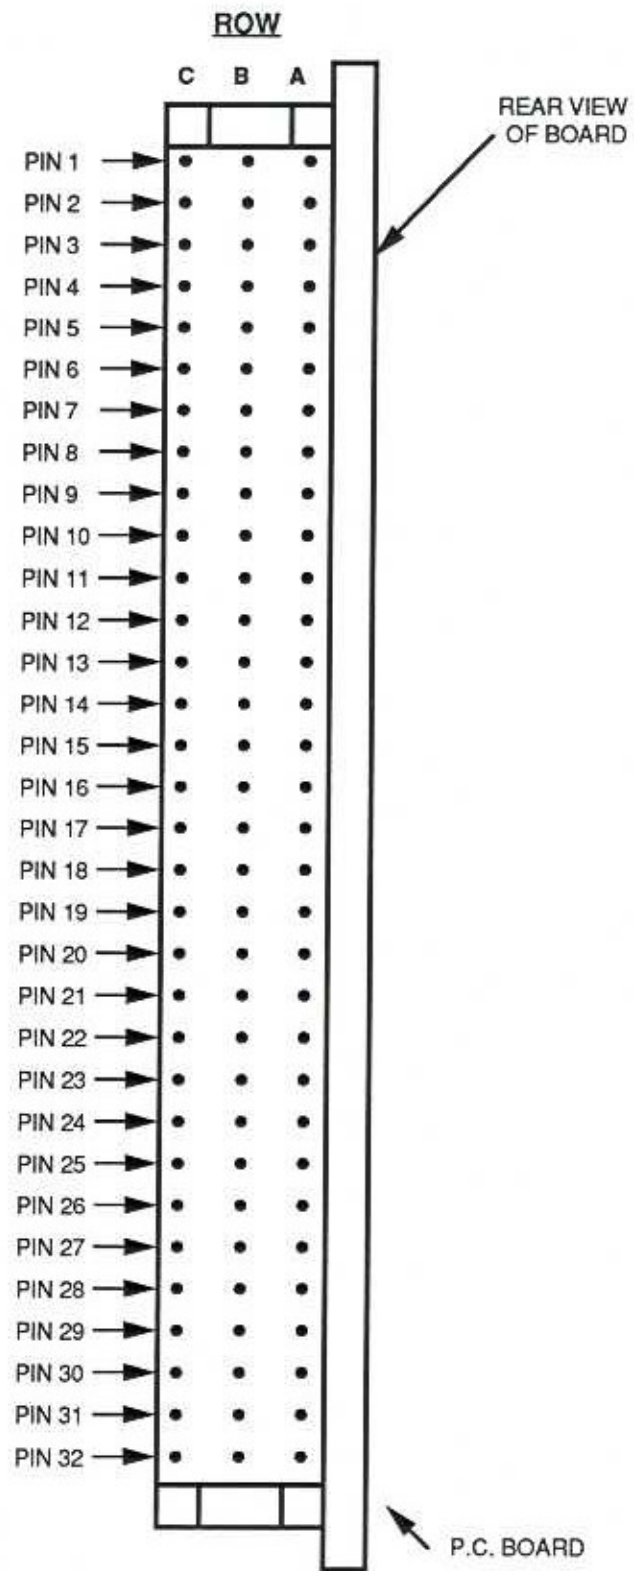 ROW
C B A
REAR VIEW
OF BOARD
PIN 1
PIN 2
PIN 3
PIN 4
PIN 5
PIN 6
PIN 7
PIN 8
PIN 9
PIN 10
PIN 11
PIN 12
PIN 13
PIN 14
PIN 15
PIN 16
PIN 17
PIN 18
PIN 19
PIN 20
PIN 21
PIN 22
PIN 23
PIN 24
PIN 25
PIN 26
PIN 27
PIN 28
PIN 29
PIN 30
PIN 31
PIN 32
P.C. BOARD